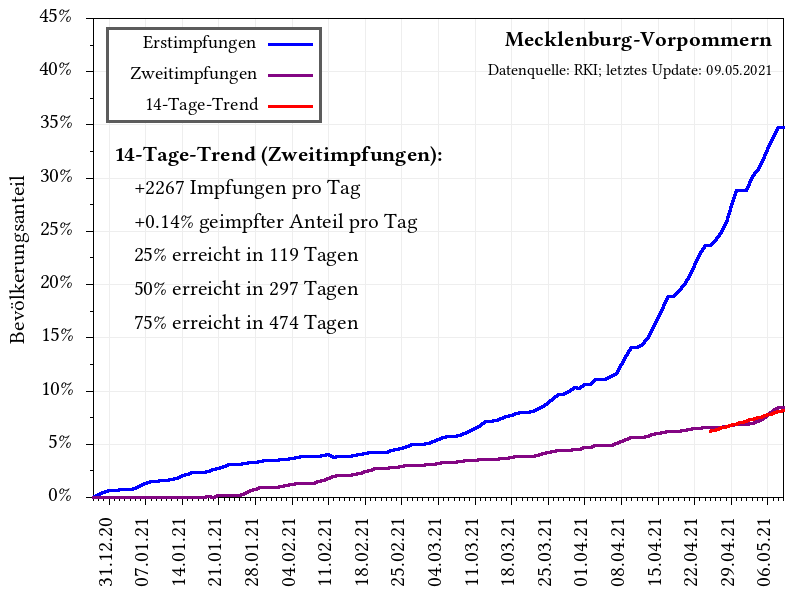 45%
40%
35%
30%
25%
20%
15%
10%
5%
0%
Bevölkerungsanteil
Erstimpfungen
Zweitimpfungen
14-Tage-Trend
Mecklenburg-Vorpommern
Datenquelle: RKI; letztes Update: 09.05.2021
14-Tage-Trend (Zweitimpfungen):
+2267 Impfungen pro Tag
+0.14% geimpfter Anteil pro Tag
25% erreicht in 119 Tagen
50% erreicht in 297 Tagen
75% erreicht in 474 Tagen
31.12.20
07.01.21
14.01.21
21.01.21
28.01.21
04.02.21
11.02.21
18.02.21
25.02.21
04.03.21
11.03.21
18.03.21
25.03.21
01.04.21
08.04.21
15.04.21
22.04.21
29.04.21
06.05.21